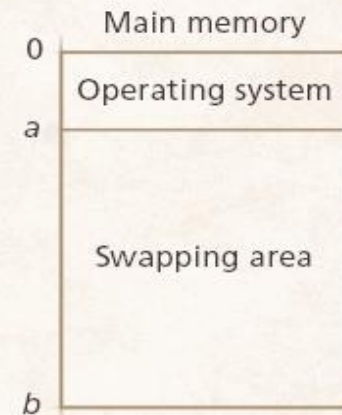 Main memory
0
Operating system
a
Swapping area
b